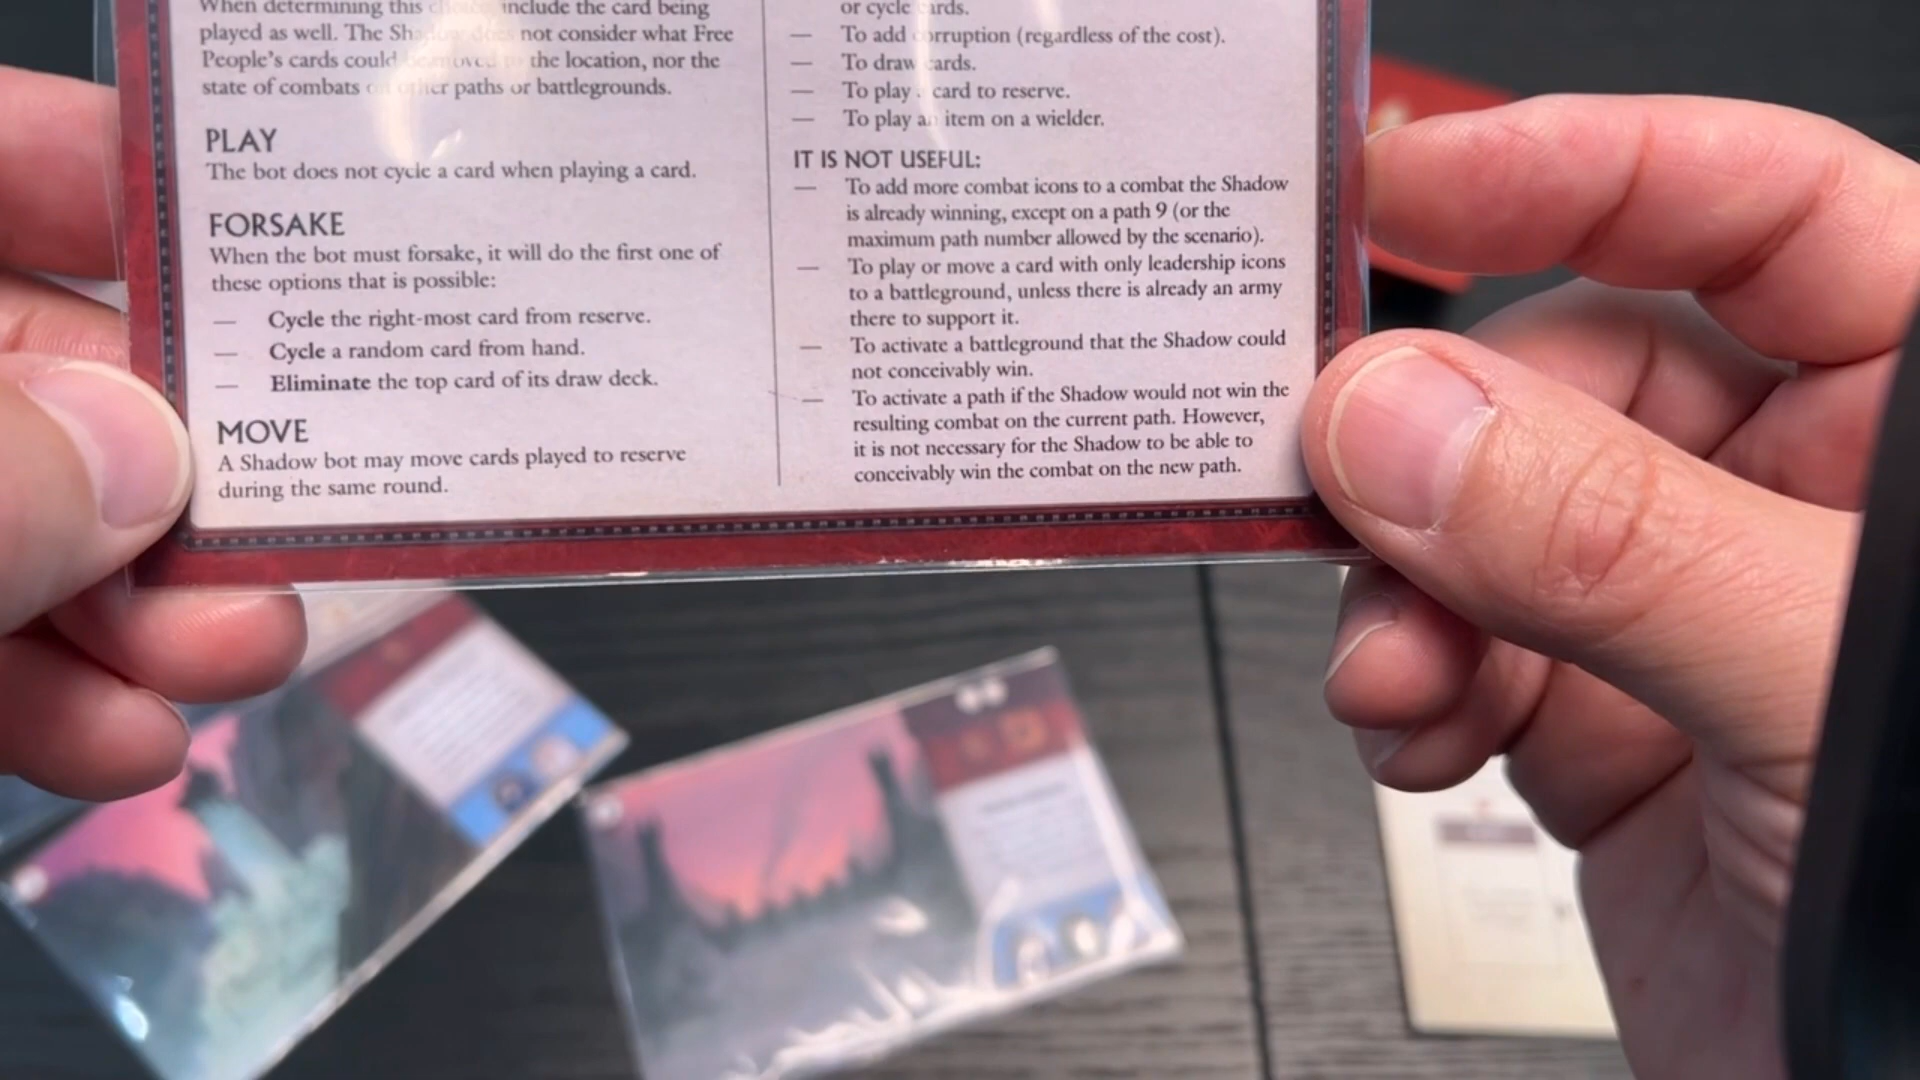 When determining this include the card being
played as well. The Shadow does not consider what Free
People's cards could be moved to the location, nor the
state of combats on other paths or battlegrounds.
PLAY
The bot does not cycle a card when playing a card.
FORSAKE
When the bot must forsake, it will do the first one of
these options that is possible:
— Cycle the right-most card from reserve.
— Cycle a random card from hand.
— Eliminate the top card of its draw deck.
MOVE
A Shadow bot may move cards played to reserve
during the same round.
or cycle cards.
— To add corruption (regardless of the cost).
— To draw cards.
— To play a card to reserve.
— To play an item on a wielder.
IT IS NOT USEFUL:
— To add more combat icons to a combat the Shadow
is already winning, except on a path 9 (or the
maximum path number allowed by the scenario).
— To play or move a card with only leadership icons
to a battleground, unless there is already an army
there to support it.
— To activate a battleground that the Shadow could
not conceivably win.
— To activate a path if the Shadow would not win the
resulting combat on the current path. However,
it is not necessary for the Shadow to be able to
conceivably win the combat on the new path.